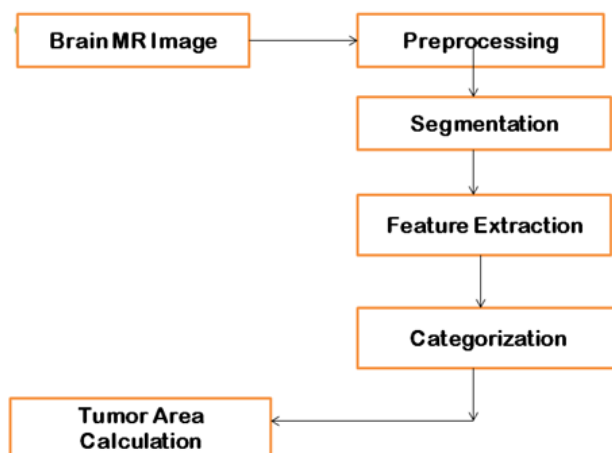 Brain MR Image
Preprocessing
Segmentation
Feature Extraction
Categorization
Tumor Area
Calculation